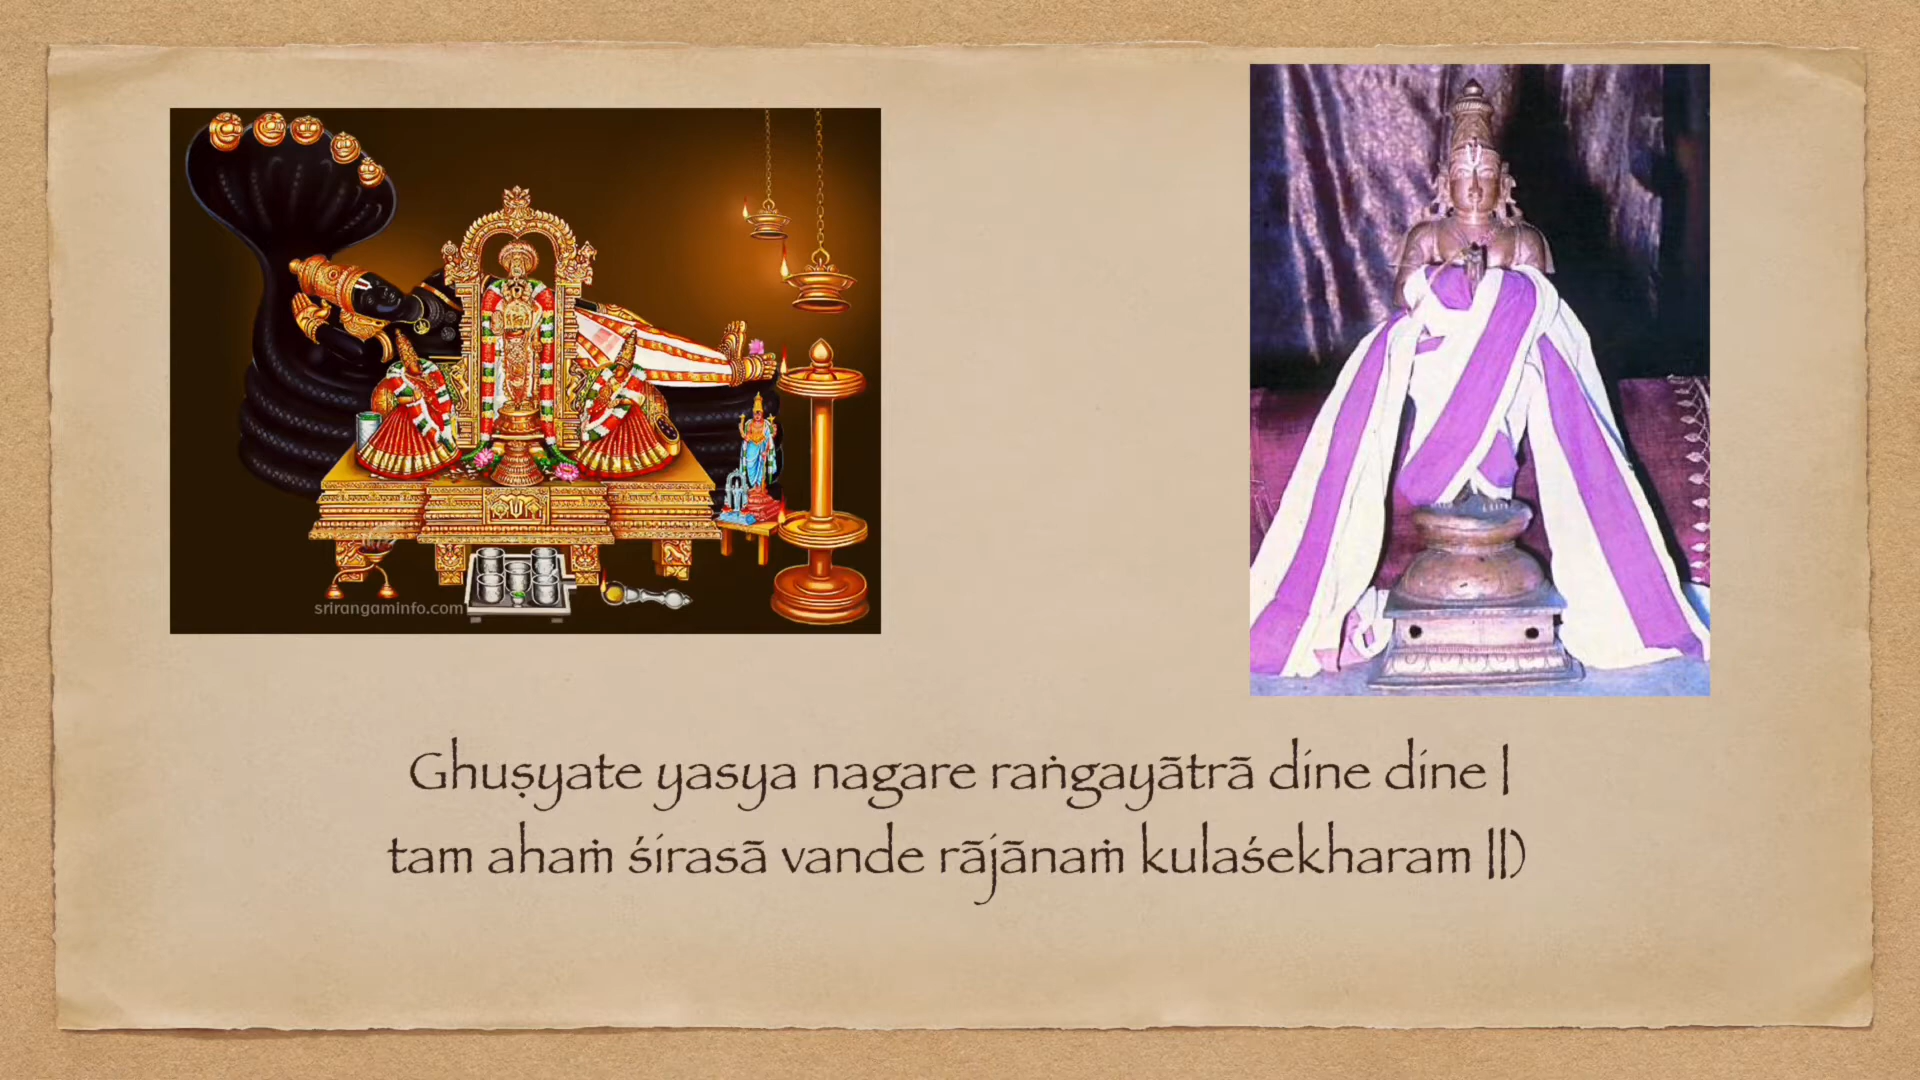 srirangaminfo.com
Ghuṣyate yasya nagare raṅgayātrā dine dine |
tam ahaṁ śirasā vande rājānaṁ kulaśekharam ||)